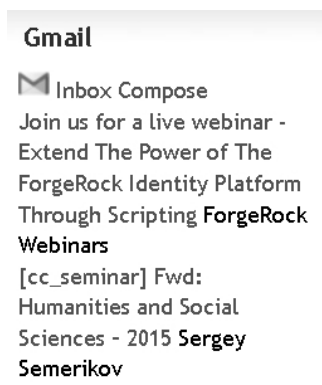 Gmail
Inbox Compose
Join us for a live webinar -
Extend The Power of The
ForgeRock Identity Platform
Through Scripting ForgeRock
Webinars
[cc_seminar] Fwd:
Humanities and Social
Sciences - 2015 Sergey
Semerikov